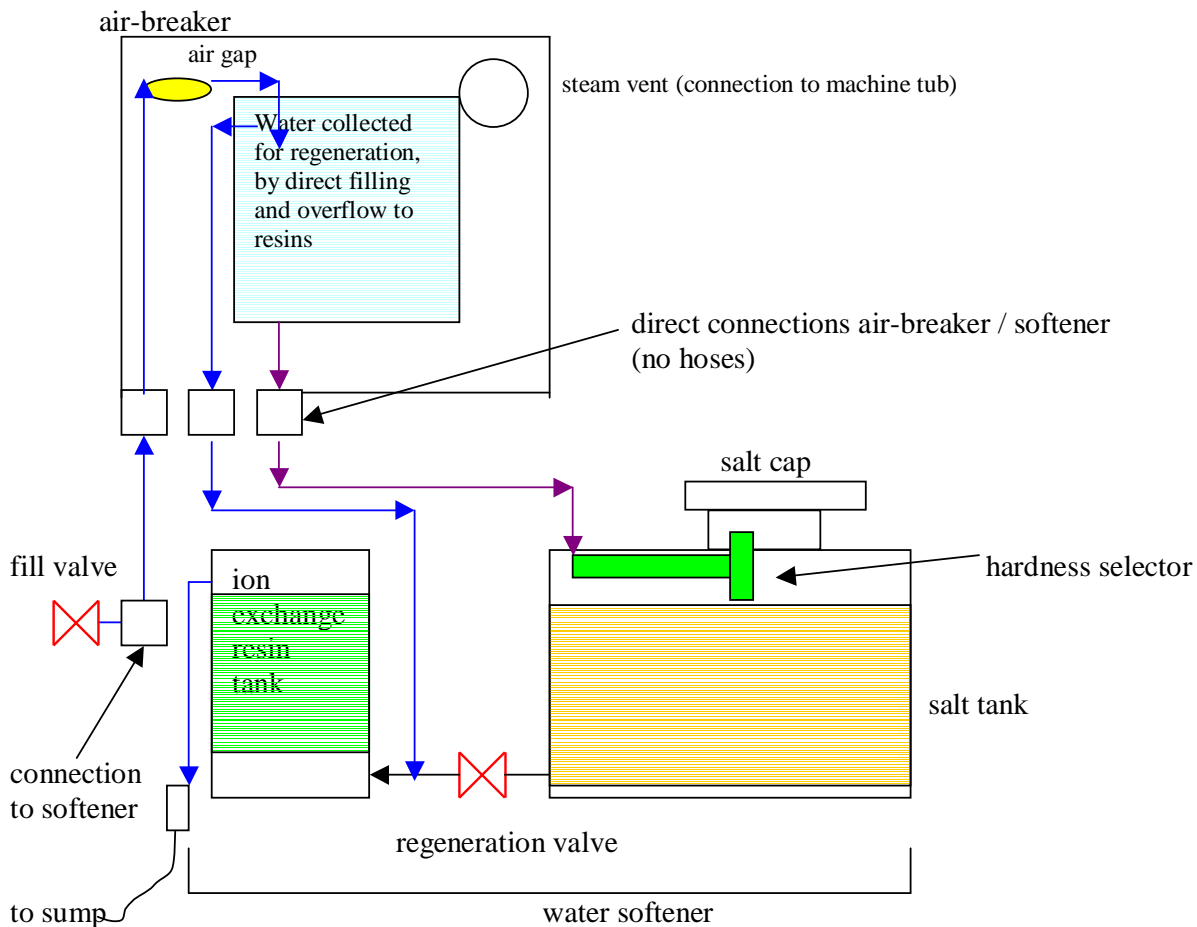 air-breaker
air gap
steam vent (connection to machine tub)
Water collected
for regeneration,
by direct filling
and overflow to
resins
direct connections air-breaker / softener
(no hoses)
salt cap
fill valve
hardness selector
ion
exchange
resin
tank
salt tank
connection
to softener
regeneration valve
to sump
water softener